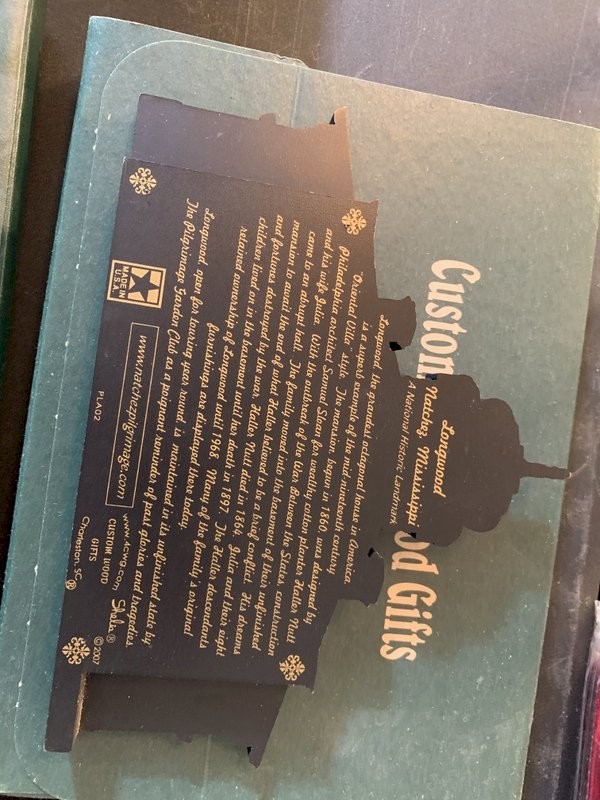 Custom
od Gifts
Longwood
Natchez, Mississippi
A National Historic Landmark
Longwood, the grandest octagonal house in America,
is a superb example of the mid-nineteenth century
"Oriental Villa" style. The mansion, begun in 1860, was designed by
Philadelphia architect Samuel Sloan for wealthy cotton planter Haller Nutt
and his wife Julia. With the outbreak of the War Between the States, construction
came to an abrupt halt. The family moved into the basement of their unfinished
mansion to await the end of what Haller believed to be a brief conflict. His dreams
and fortunes destroyed by the war, Haller Nutt died in 1864. Julia and their eight
children lived on in the basement until his death in 1897. The Haller descendants
retained ownership of Longwood until 1968. Many of the family's original
furnishings are displayed there today.
Longwood, open for touring year round, is maintained in its unfinished state by
The Pilgrimage Garden Club as a poignant reminder of past glories and tragedies.
MADE IN
U.S.A.
www.natchezpilgrimage.com
PLA02
www.acwg.com Shelia ®
CUSTOM WOOD
GIFTS
Charleston, SC ®
©2007